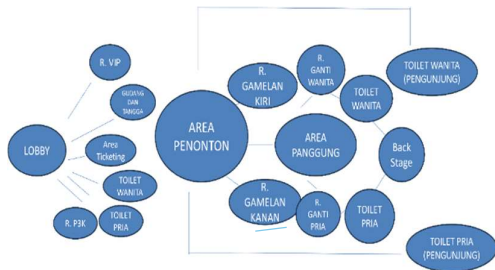 R. VIP
GUDANG
DAN
TANGGA
LOBBY
Area
Ticketing
TOILET
WANITA
R. P3K
TOILET
PRIA
AREA
PENONTON
R.
GAMELAN
KIRI
R.
GANTI
WANITA
TOILET
WANITA
TOILET WANITA
(PENGUNJUNG)
AREA
PANGGUNG
Back
Stage
R.
GAMELAN
KANAN
R.
GANTI
PRIA
TOILET
PRIA
TOILET PRIA
(PENGUNJUNG)